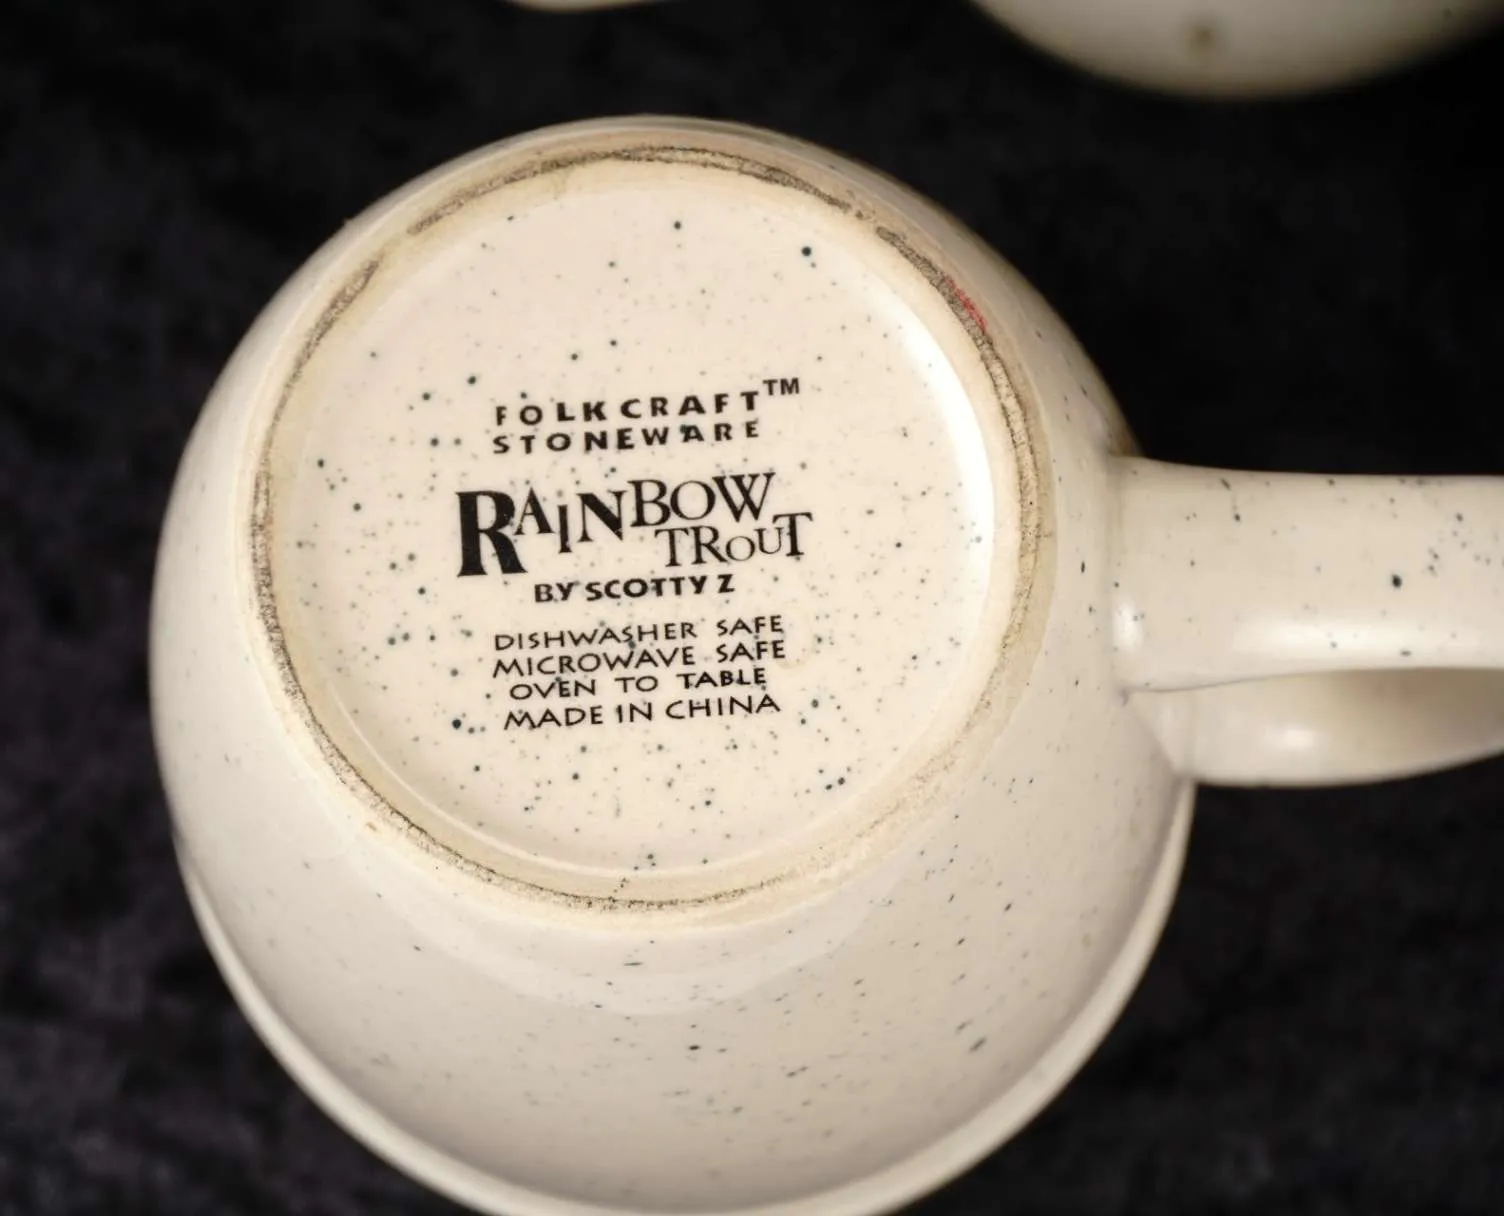 FOLKCRAFT™
STONEWARE
RAINBOW
TROUT
BY SCOTTY Z
DISHWASHER SAFE
MICROWAVE SAFE
OVEN TO TABLE
MADE IN CHINA